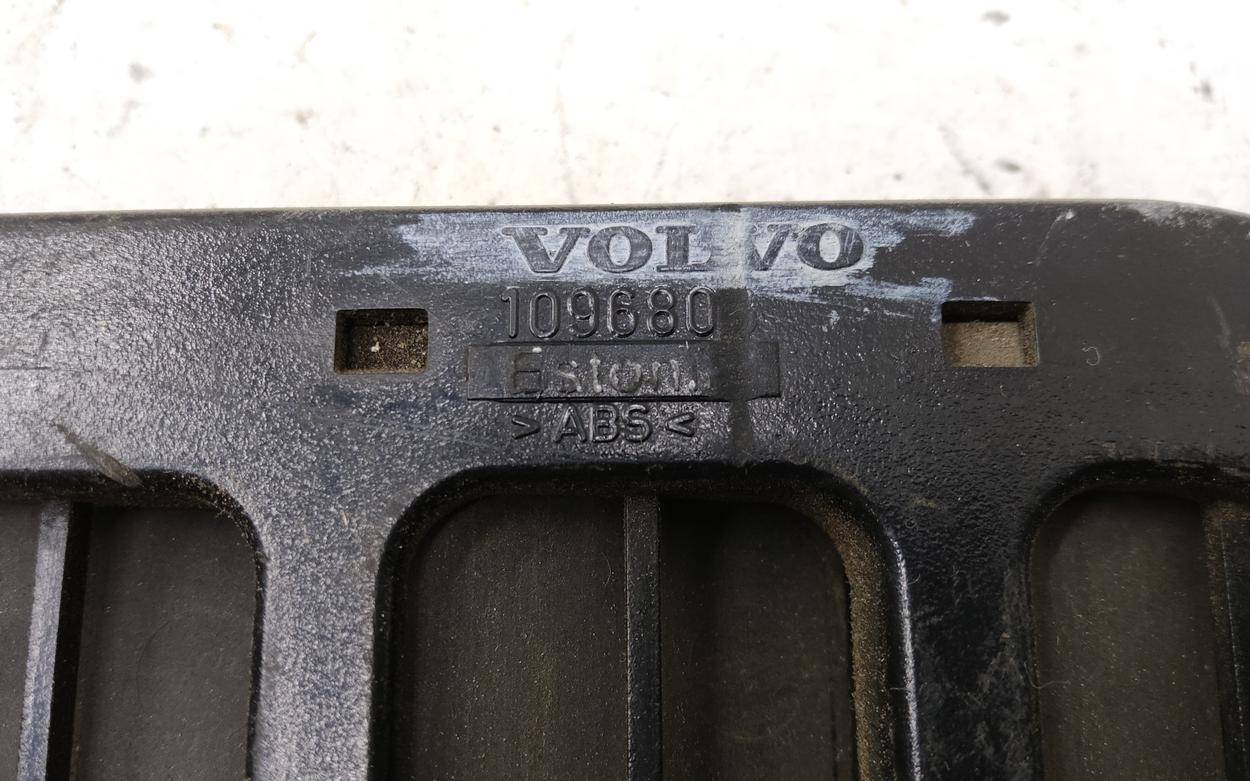 VOLVO
109680
Eston
> ABS <